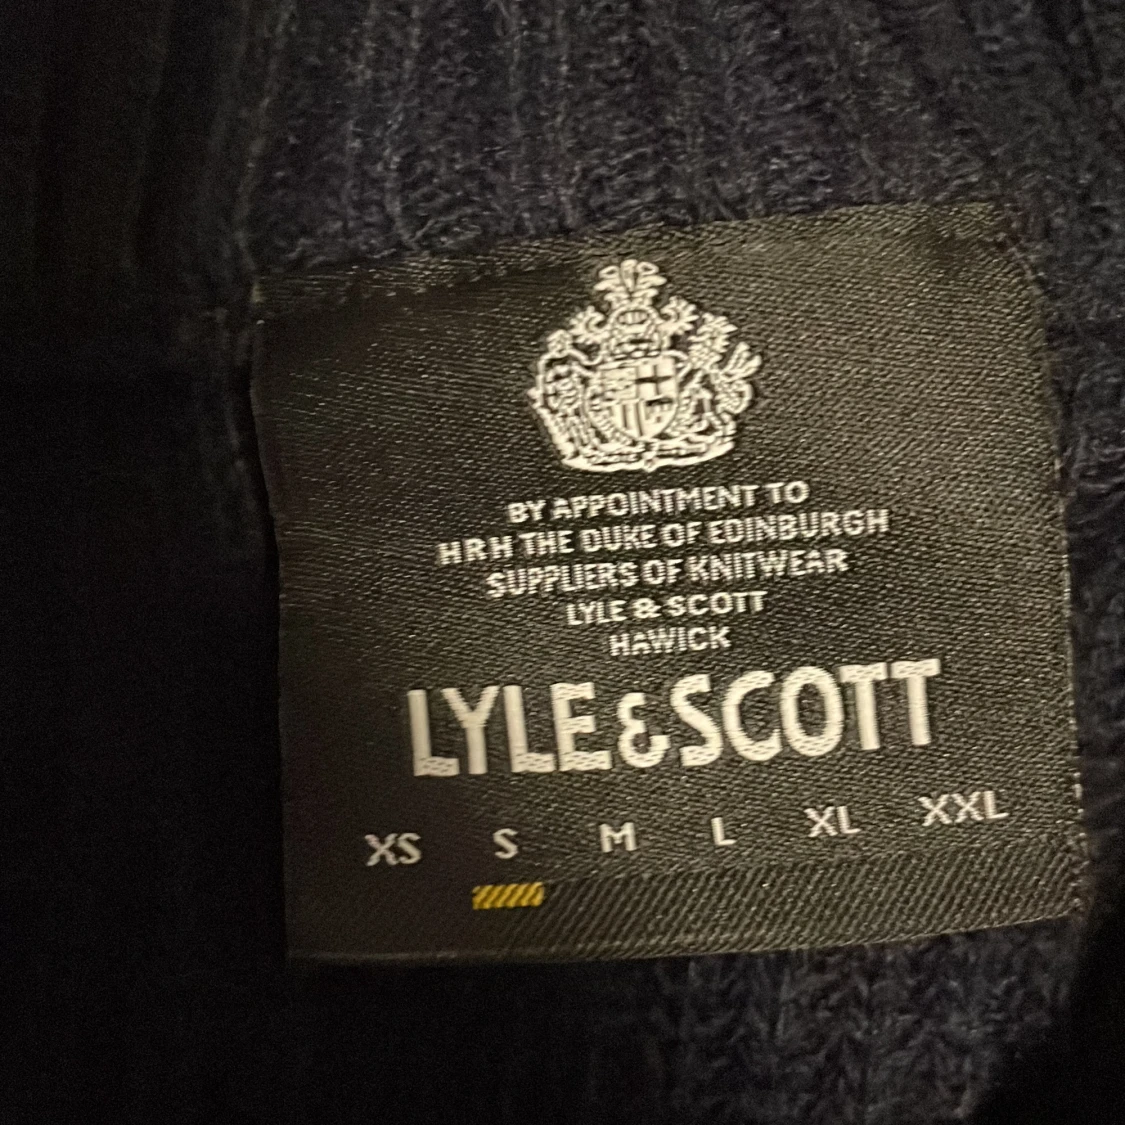 BY APPOINTMENT TO
HRH THE DUKE OF EDINBURGH
SUPPLIERS OF KNITWEAR
LYLE & SCOTT
HAWICK
LYLE & SCOTT
XS S M L XL XXL